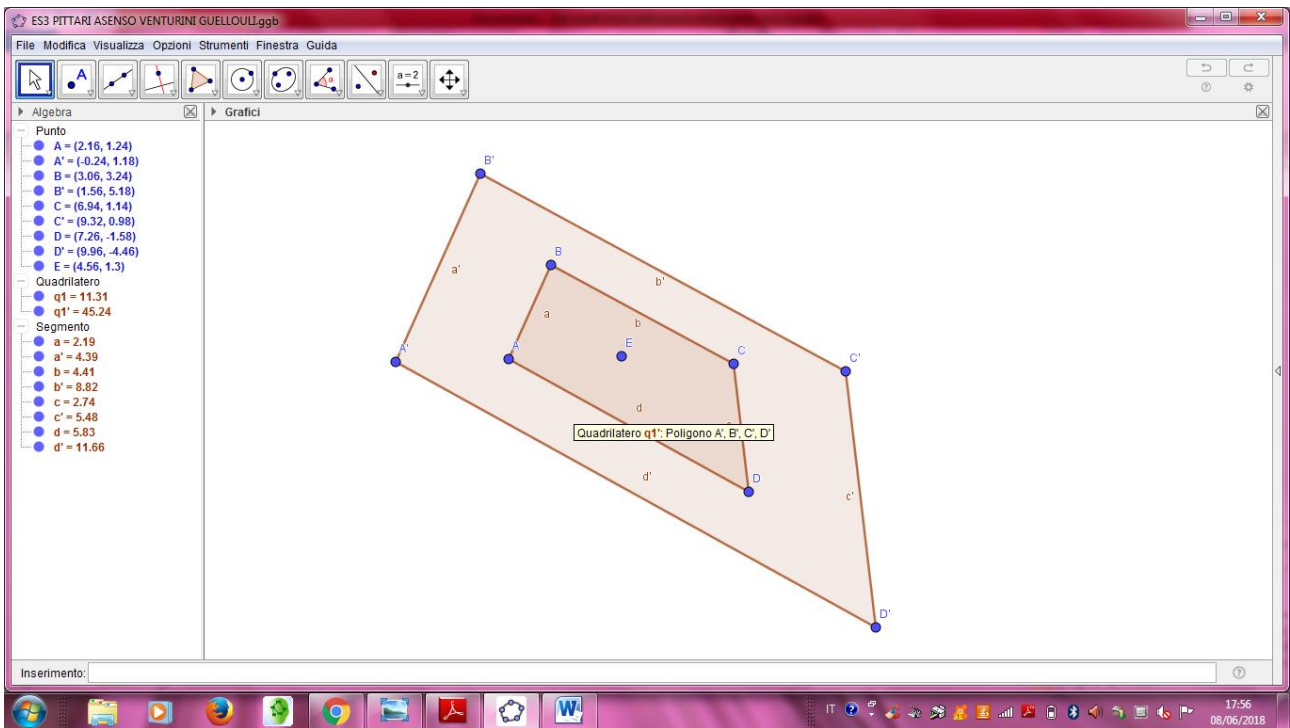 ES3 PITTARI ASENSO VENTURINI GUELLOULI.ggb
File Modifica Visualizza Opzioni Strumenti Finestra Guida
A
α
a = 2
Algebra
Grafici
Punto
A = (2.16, 1.24)
A' = (-0.24, 1.18)
B = (3.06, 3.24)
B' = (1.56, 5.18)
C = (6.94, 1.14)
C' = (9.32, 0.98)
D = (7.26, -1.58)
D' = (9.96, -4.46)
E = (4.56, 1.3)
Quadrilatero
q1 = 11.31
q1' = 45.24
Segmento
a = 2.19
a' = 4.39
b = 4.41
b' = 8.82
c = 2.74
c' = 5.48
d = 5.83
d' = 11.66
B'
B
a'
b'
a
b
E
A'
A
C
C'
d
Quadrilatero q1': Poligono A', B', C', D'
d'
D
c'
D'
Inserimento:
IT
17:56
08/06/2018